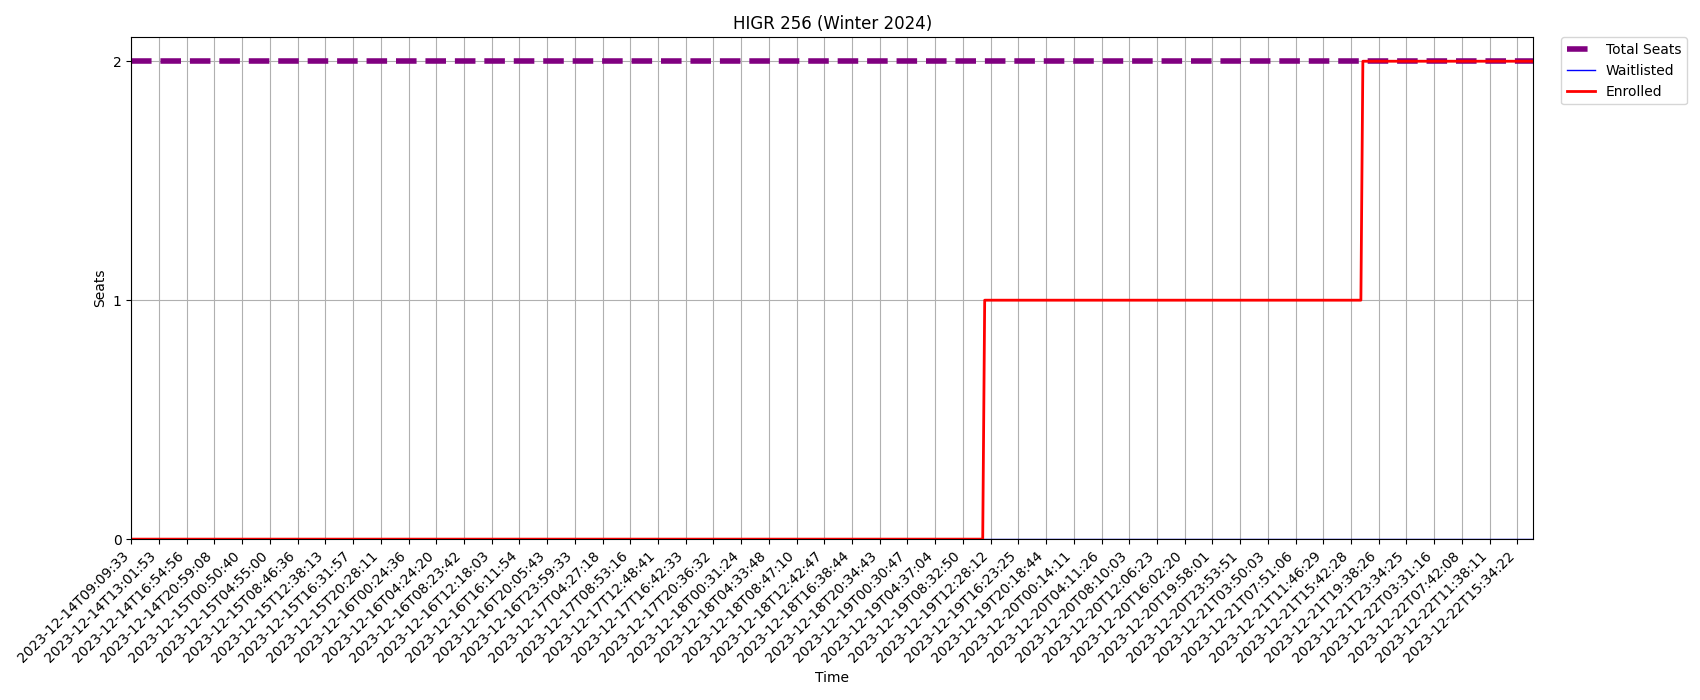 HIGR 256 (Winter 2024)
Total Seats
Waitlisted
Enrolled
Seats
2
1
0
2023-12-14T09:09:33
2023-12-14T13:01:53
2023-12-14T16:54:56
2023-12-14T20:59:08
2023-12-15T00:50:40
2023-12-15T04:55:00
2023-12-15T08:46:36
2023-12-15T12:38:13
2023-12-15T16:31:57
2023-12-15T20:28:11
2023-12-16T00:24:36
2023-12-16T04:24:20
2023-12-16T08:23:42
2023-12-16T12:18:03
2023-12-16T16:11:54
2023-12-16T20:05:43
2023-12-16T23:59:33
2023-12-17T04:27:18
2023-12-17T08:53:16
2023-12-17T12:48:41
2023-12-17T16:42:33
2023-12-17T20:36:32
2023-12-18T00:31:24
2023-12-18T04:33:48
2023-12-18T08:47:10
2023-12-18T12:42:47
2023-12-18T16:38:44
2023-12-18T20:34:43
2023-12-19T00:30:47
2023-12-19T04:37:04
2023-12-19T08:32:50
2023-12-19T12:28:12
2023-12-19T16:23:25
2023-12-19T20:18:44
2023-12-20T00:14:11
2023-12-20T04:11:26
2023-12-20T08:10:03
2023-12-20T12:06:23
2023-12-20T16:02:20
2023-12-20T19:58:01
2023-12-20T23:53:51
2023-12-21T03:50:03
2023-12-21T07:51:06
2023-12-21T11:46:29
2023-12-21T15:42:28
2023-12-21T19:38:26
2023-12-21T23:34:25
2023-12-22T03:31:16
2023-12-22T07:42:08
2023-12-22T11:38:11
2023-12-22T15:34:22
Time